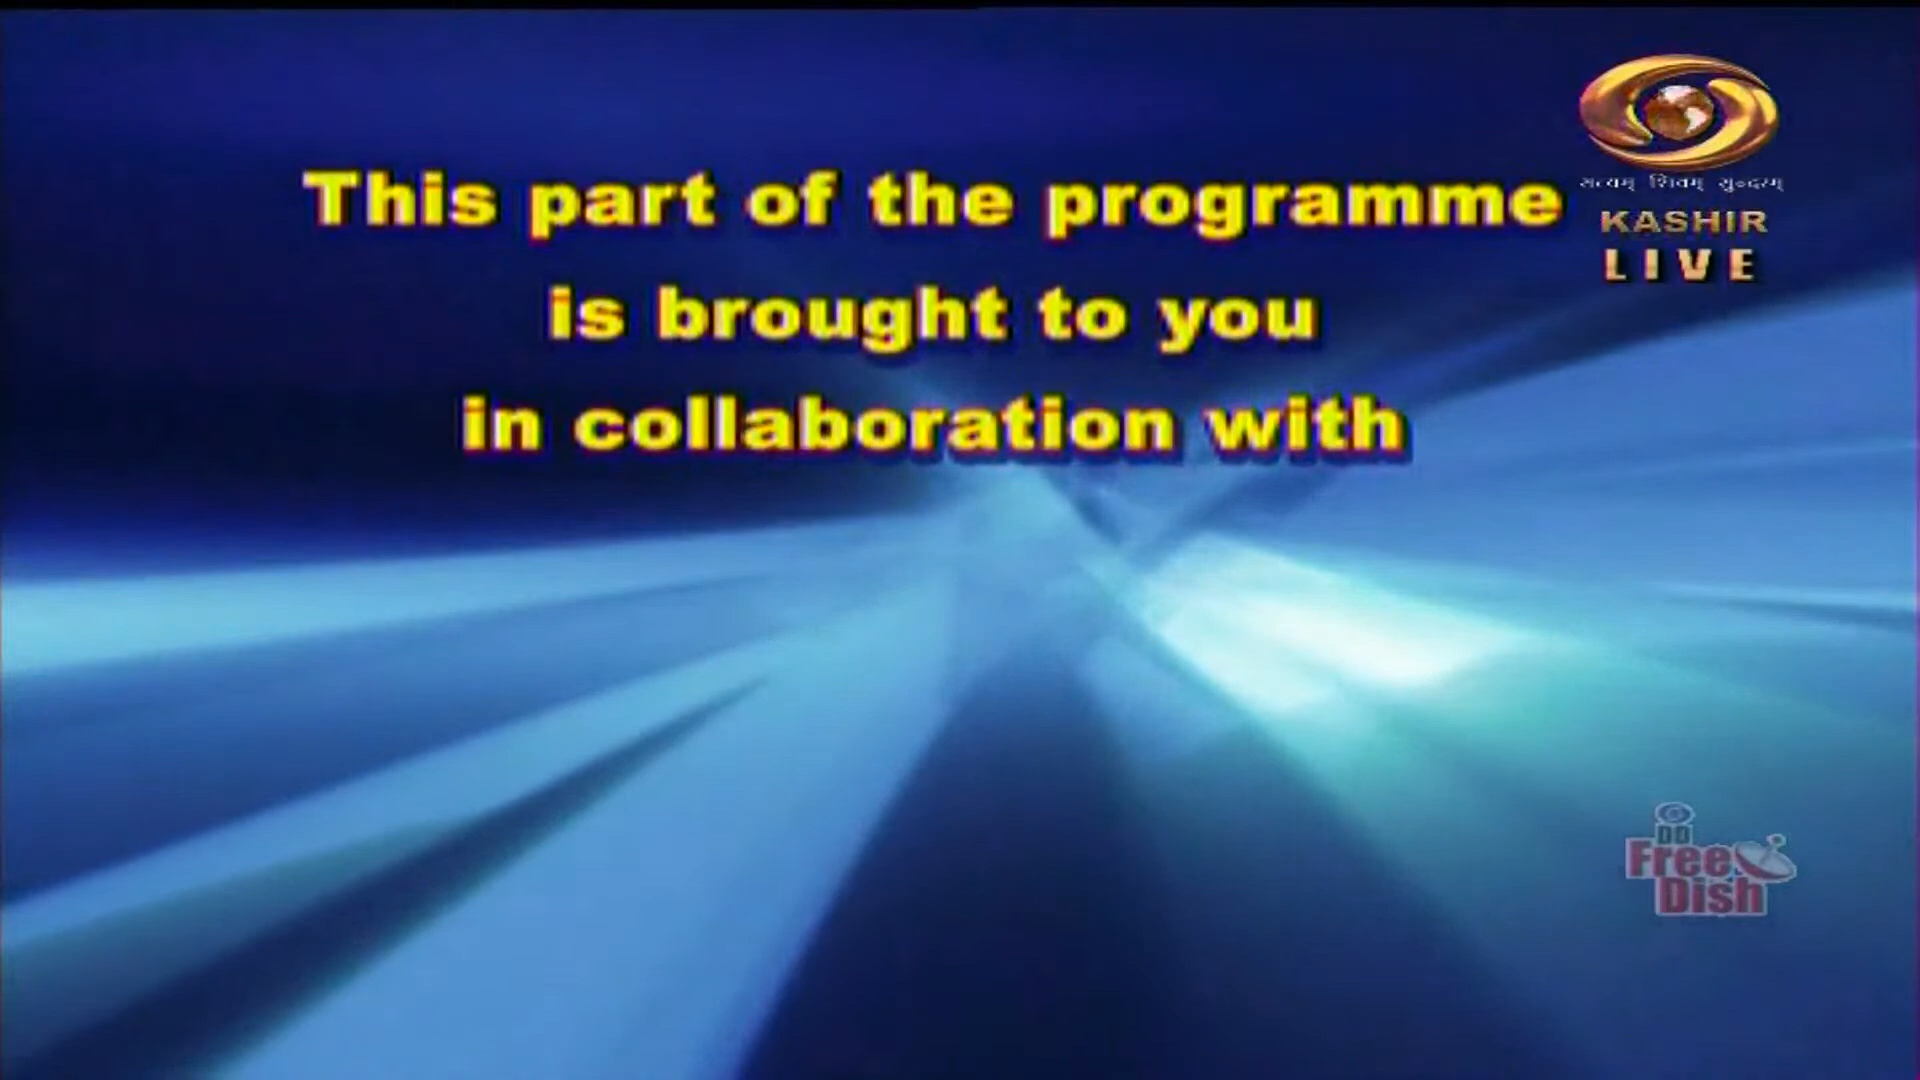 This part of the programme
is brought to you
in collaboration with
सत्यम् शिवम् सुन्दरम्
KASHIR
LIVE
DD
Free
Dish